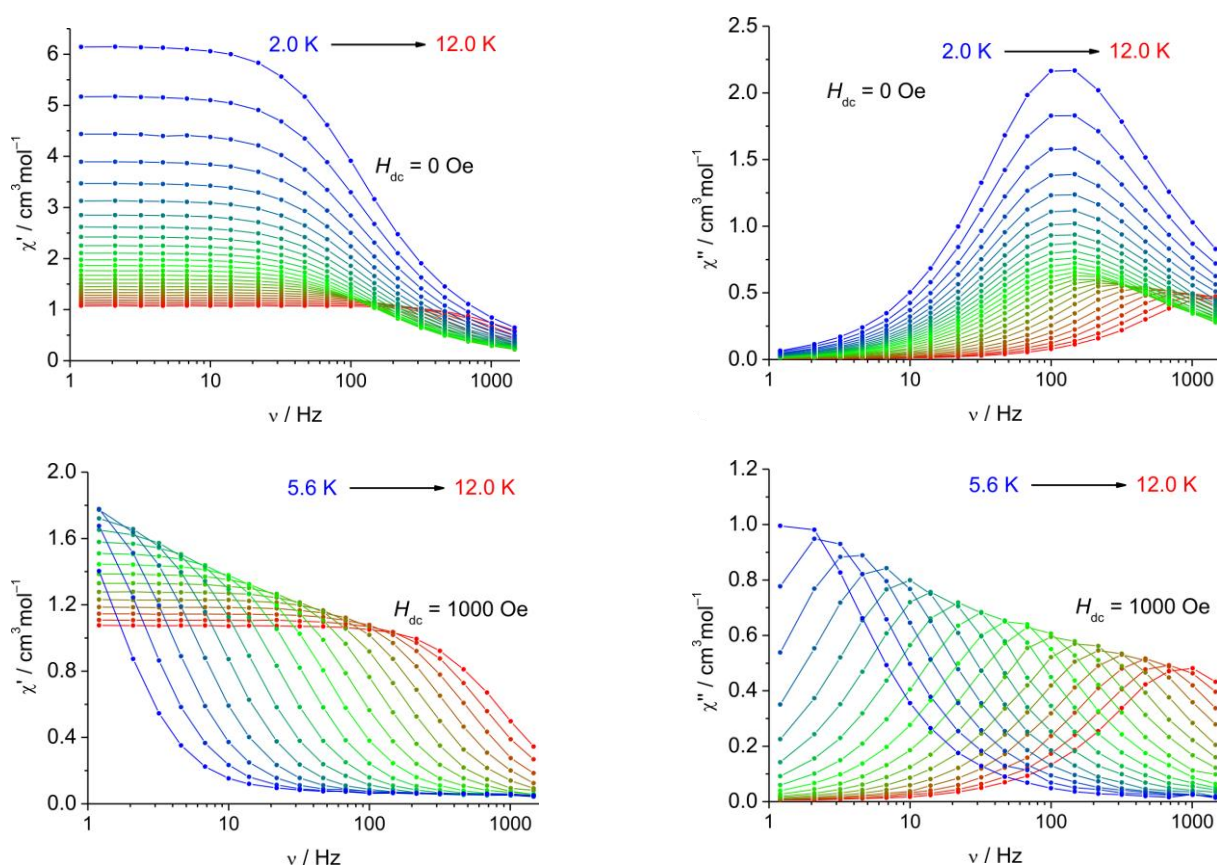 2.0 K 12.0 K
H_dc = 0 Oe
χ' / cm³mol⁻¹
6
5
4
3
2
1
0
1 10 100 1000
ν / Hz
2.0 K 12.0 K
H_dc = 0 Oe
χ'' / cm³mol⁻¹
2.5
2.0
1.5
1.0
0.5
0.0
1 10 100 1000
ν / Hz
5.6 K 12.0 K
H_dc = 1000 Oe
χ' / cm³mol⁻¹
2.0
1.6
1.2
0.8
0.4
0.0
1 10 100 1000
ν / Hz
5.6 K 12.0 K
H_dc = 1000 Oe
χ'' / cm³mol⁻¹
1.2
1.0
0.8
0.6
0.4
0.2
0.0
1 10 100 1000
ν / Hz